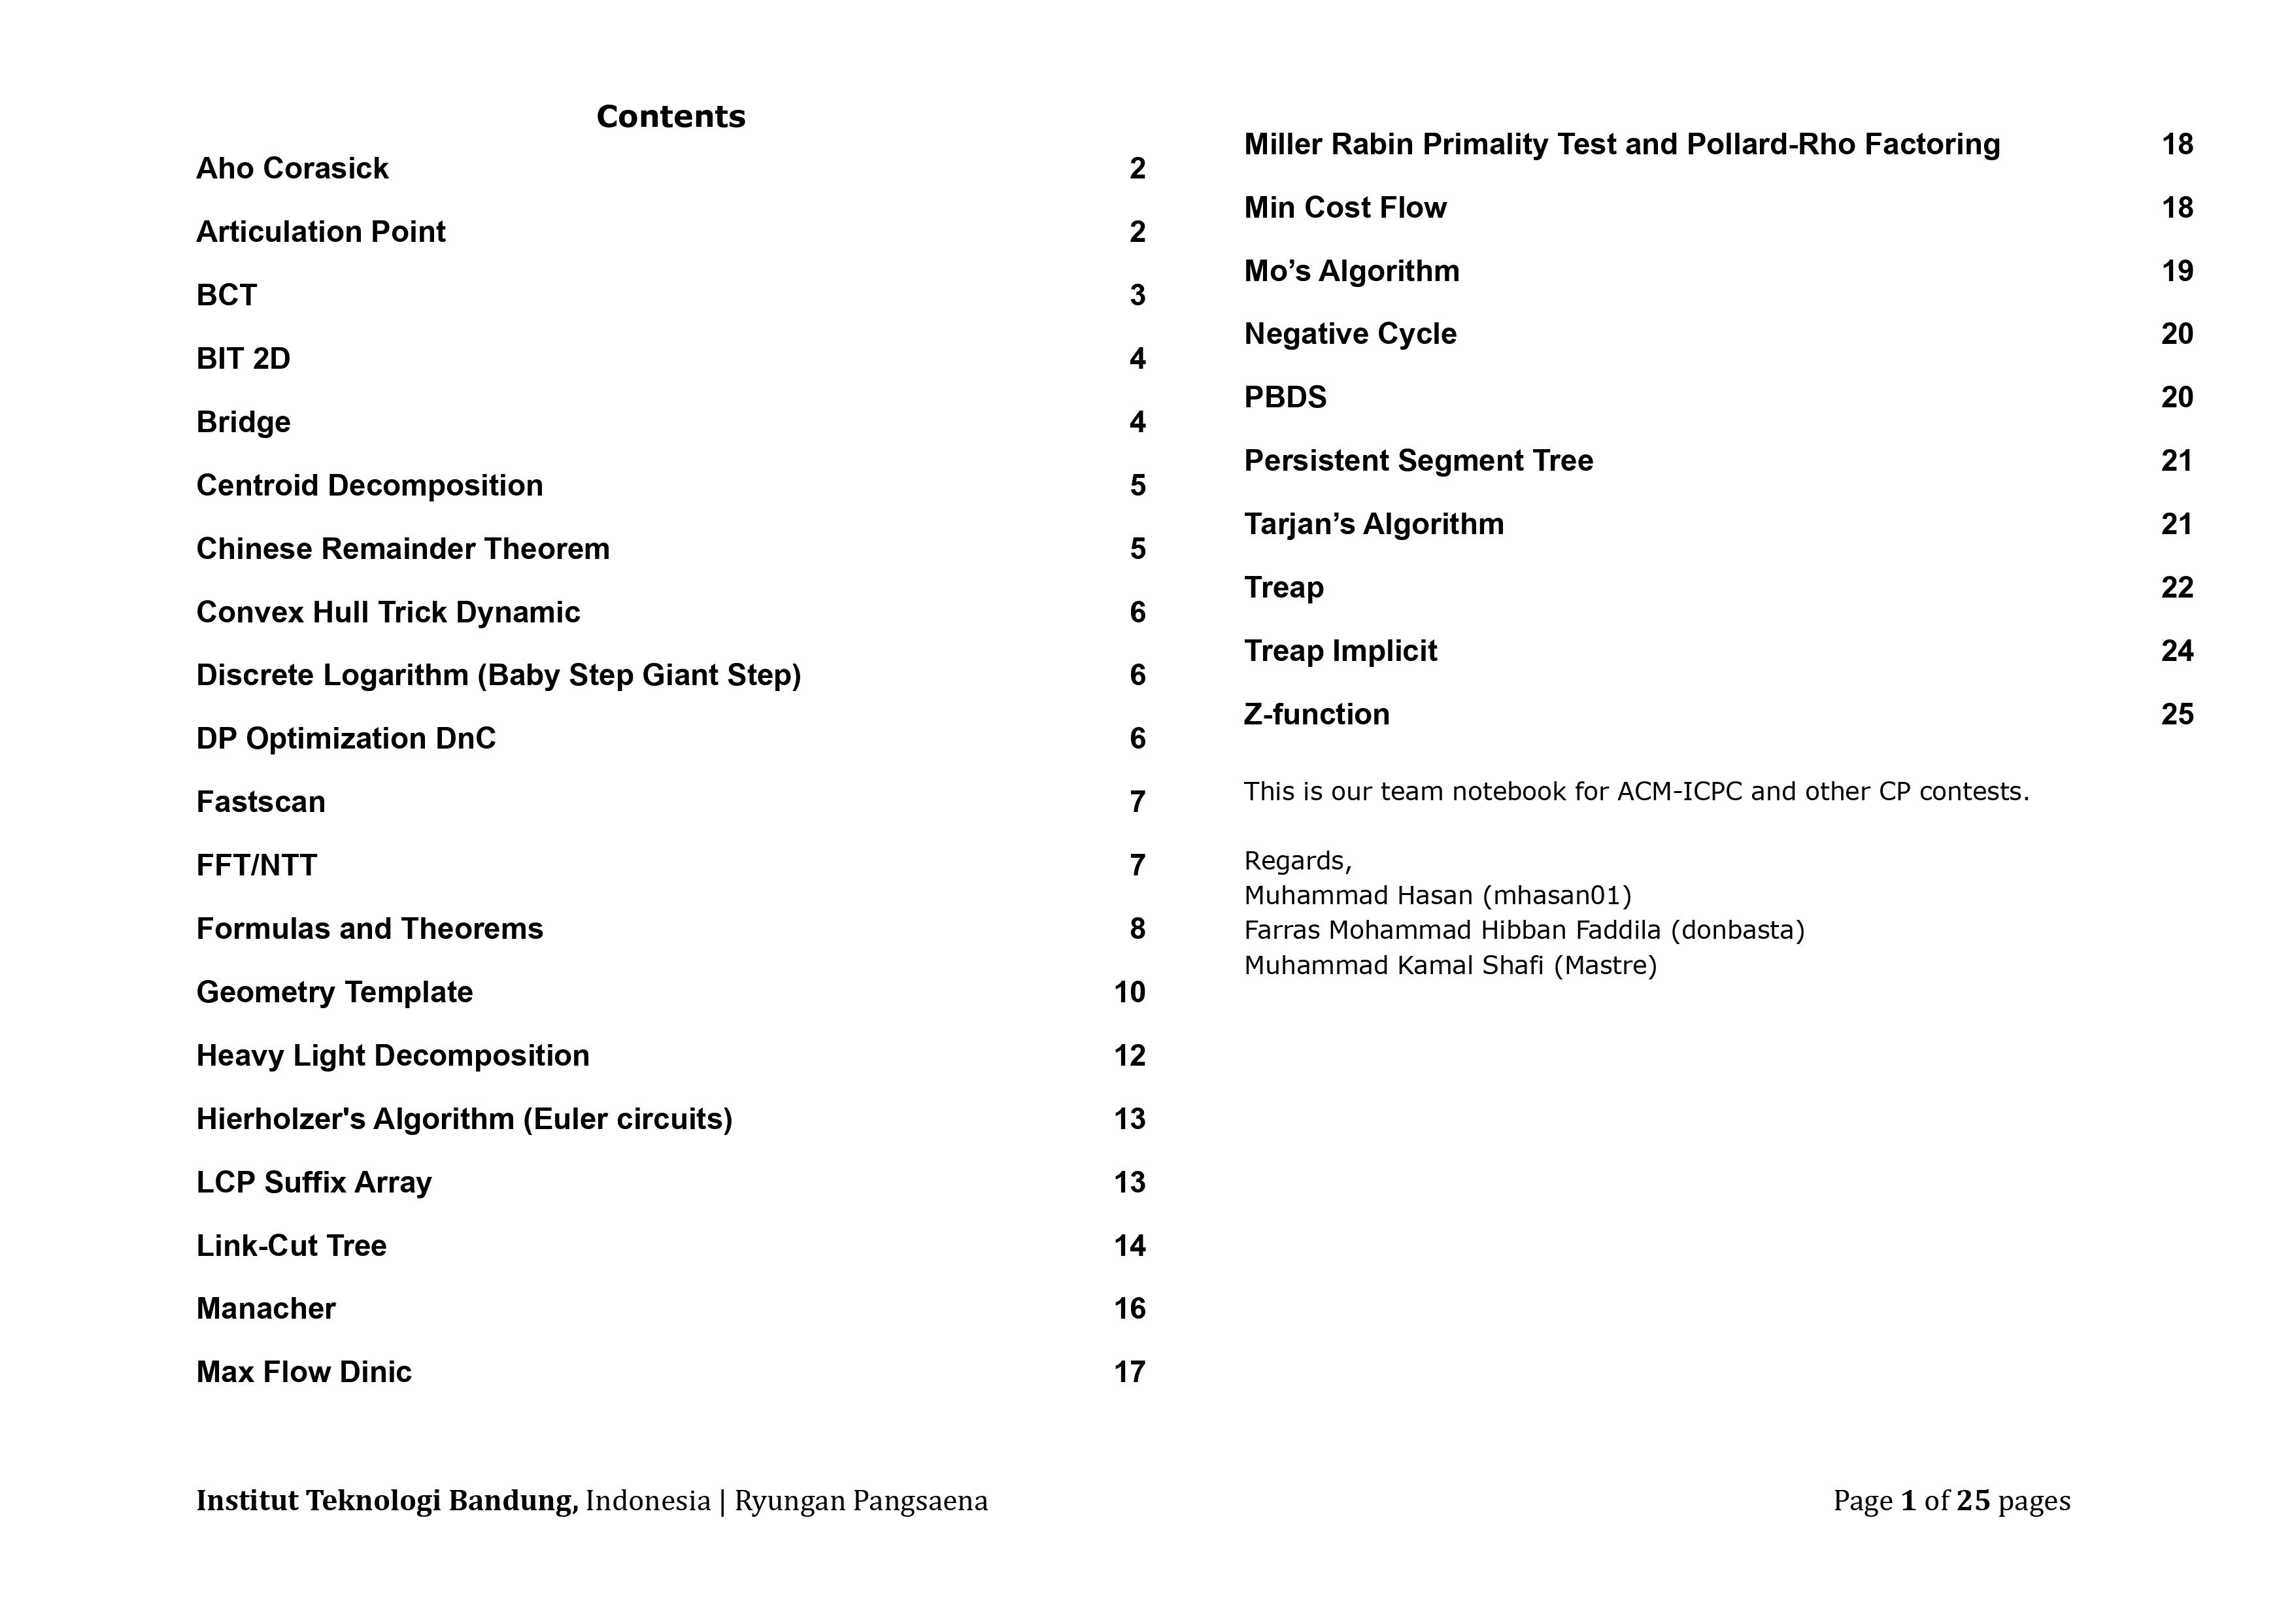 Contents
Aho Corasick 2
Articulation Point 2
BCT 3
BIT 2D 4
Bridge 4
Centroid Decomposition 5
Chinese Remainder Theorem 5
Convex Hull Trick Dynamic 6
Discrete Logarithm (Baby Step Giant Step) 6
DP Optimization DnC 6
Fastscan 7
FFT/NTT 7
Formulas and Theorems 8
Geometry Template 10
Heavy Light Decomposition 12
Hierholzer's Algorithm (Euler circuits) 13
LCP Suffix Array 13
Link-Cut Tree 14
Manacher 16
Max Flow Dinic 17
Miller Rabin Primality Test and Pollard-Rho Factoring 18
Min Cost Flow 18
Mo’s Algorithm 19
Negative Cycle 20
PBDS 20
Persistent Segment Tree 21
Tarjan’s Algorithm 21
Treap 22
Treap Implicit 24
Z-function 25
This is our team notebook for ACM-ICPC and other CP contests.
Regards,
Muhammad Hasan (mhasan01)
Farras Mohammad Hibban Faddila (donbasta)
Muhammad Kamal Shafi (Mastre)
Institut Teknologi Bandung, Indonesia | Ryungan Pangsaena Page 1 of 25 pages